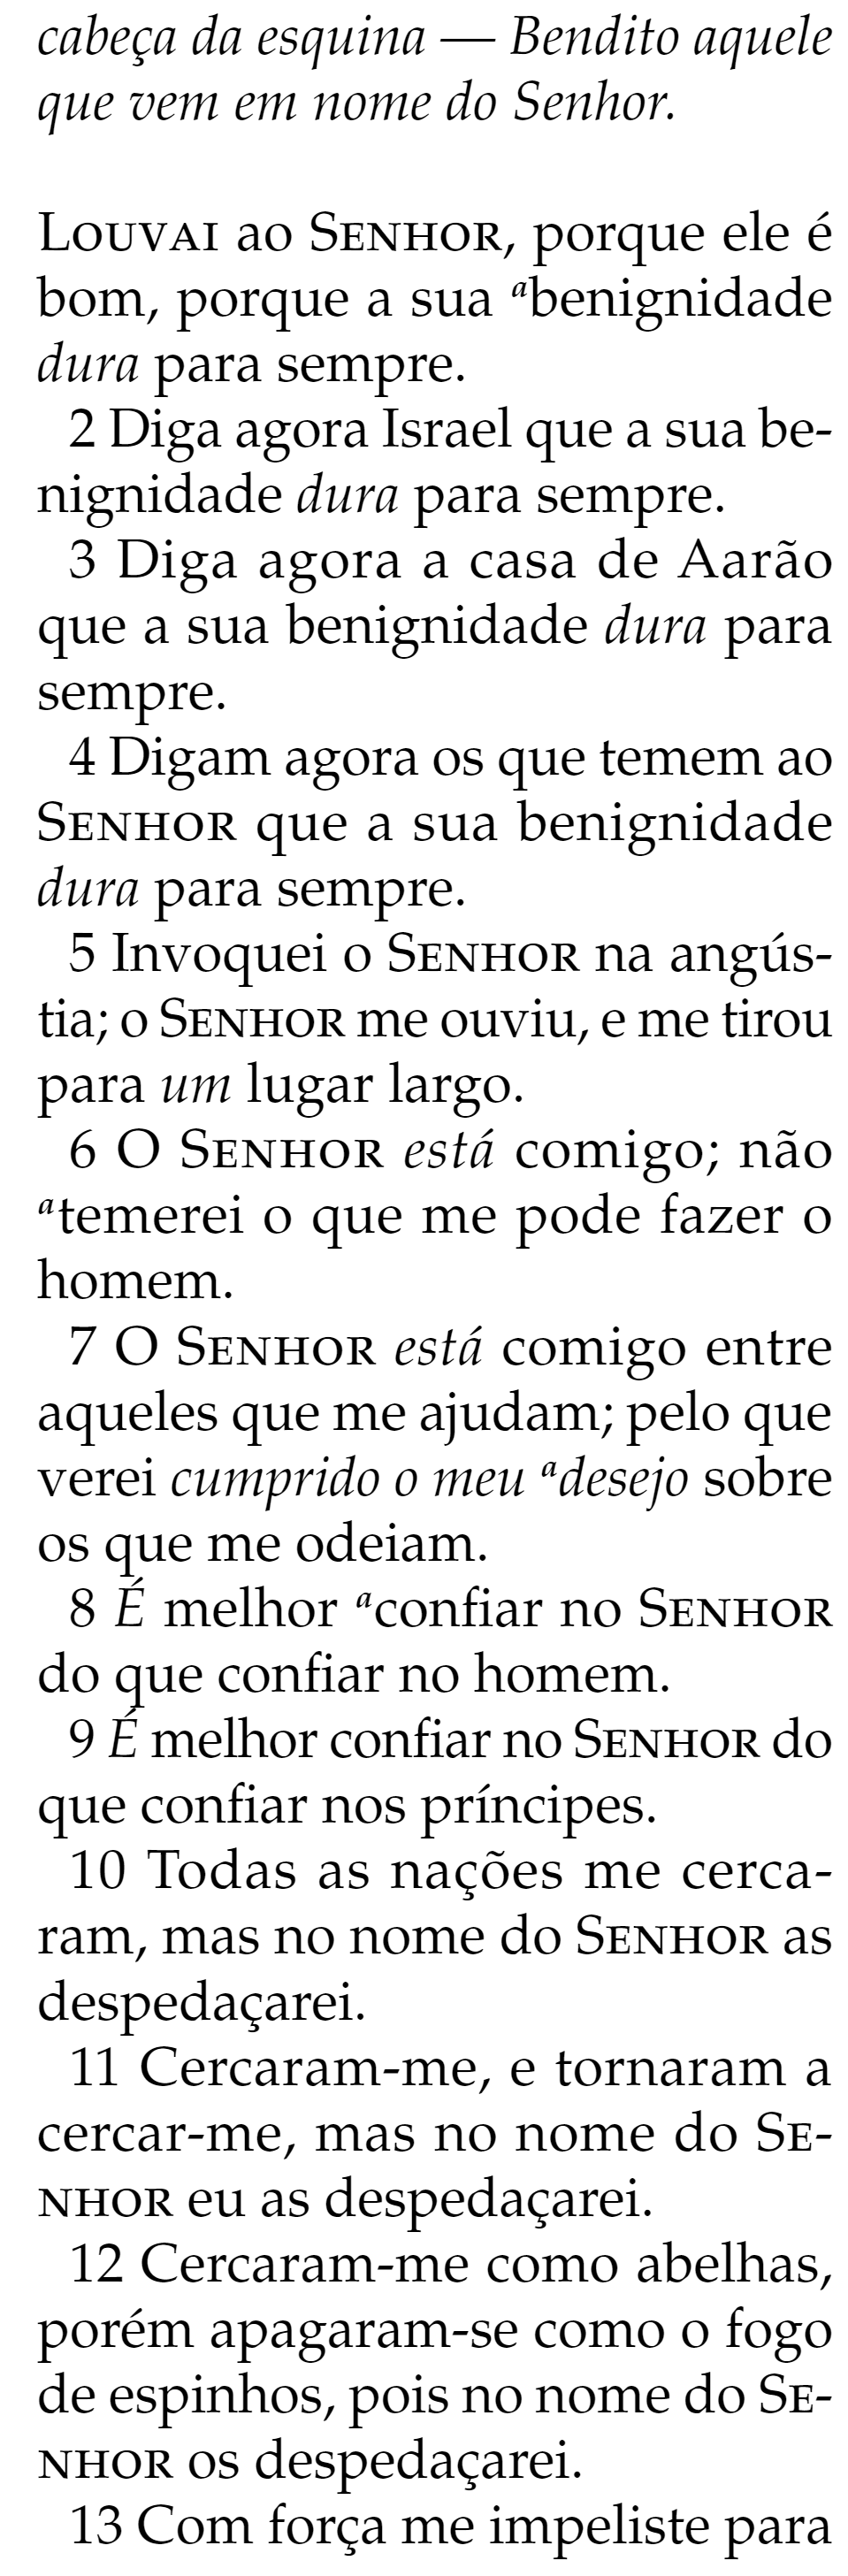 cabeça da esquina — Bendito aquele
que vem em nome do Senhor.
LOUVAI ao SENHOR, porque ele é
bom, porque a sua ᵃbenignidade
dura para sempre.
2 Diga agora Israel que a sua be-
nignidade dura para sempre.
3 Diga agora a casa de Aarão
que a sua benignidade dura para
sempre.
4 Digam agora os que temem ao
SENHOR que a sua benignidade
dura para sempre.
5 Invoquei o SENHOR na angús-
tia; o SENHOR me ouviu, e me tirou
para um lugar largo.
6 O SENHOR está comigo; não
ᵃtemerei o que me pode fazer o
homem.
7 O SENHOR está comigo entre
aqueles que me ajudam; pelo que
verei cumprido o meu ᵃdesejo sobre
os que me odeiam.
8 É melhor ᵃconfiar no SENHOR
do que confiar no homem.
9 É melhor confiar no SENHOR do
que confiar nos príncipes.
10 Todas as nações me cerca-
ram, mas no nome do SENHOR as
despedaçarei.
11 Cercaram-me, e tornaram a
cercar-me, mas no nome do SE-
NHOR eu as despedaçarei.
12 Cercaram-me como abelhas,
porém apagaram-se como o fogo
de espinhos, pois no nome do SE-
NHOR os despedaçarei.
13 Com força me impeliste para